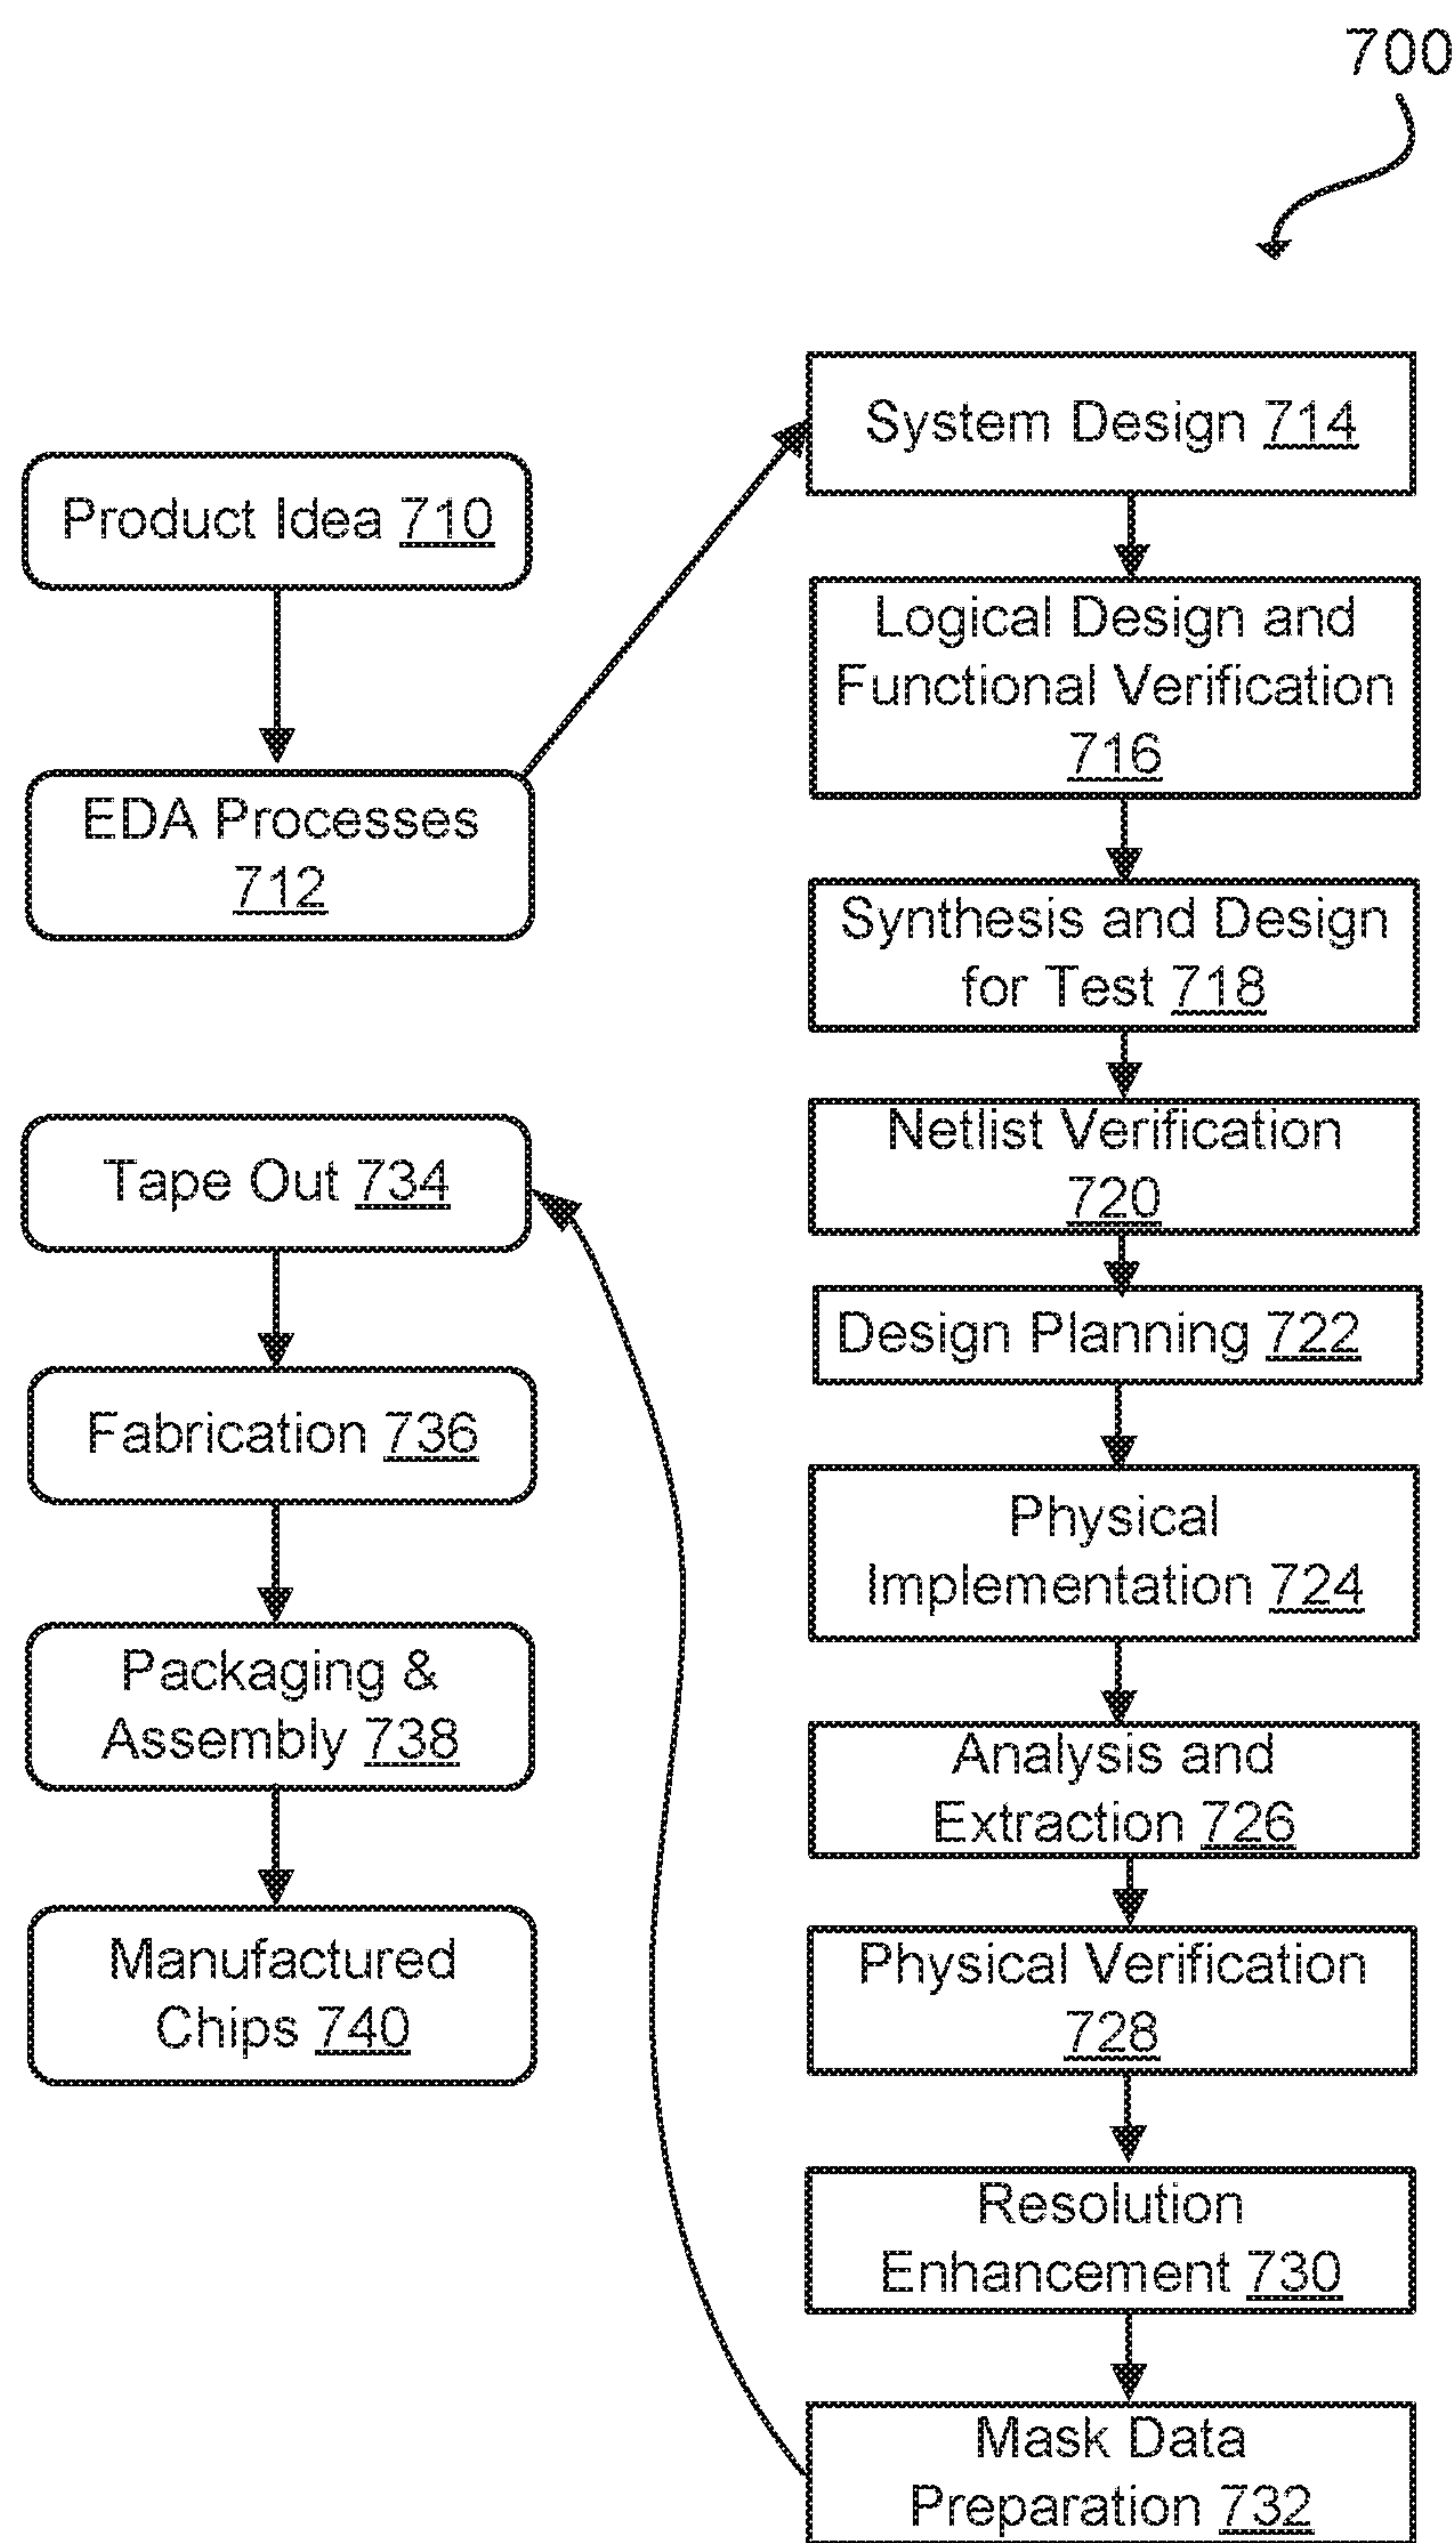 700
Product Idea 710
EDA Processes
712
System Design 714
Logical Design and
Functional Verification
716
Synthesis and Design
for Test 718
Netlist Verification
720
Design Planning 722
Physical
Implementation 724
Analysis and
Extraction 726
Physical Verification
728
Resolution
Enhancement 730
Mask Data
Preparation 732
Tape Out 734
Fabrication 736
Packaging &
Assembly 738
Manufactured
Chips 740